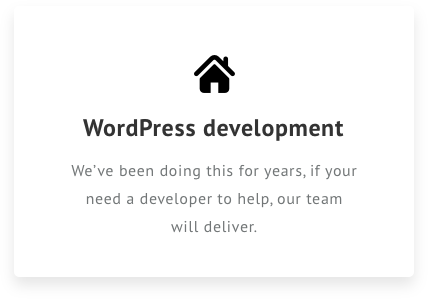 WordPress development
We've been doing this for years, if your
need a developer to help, our team
will deliver.